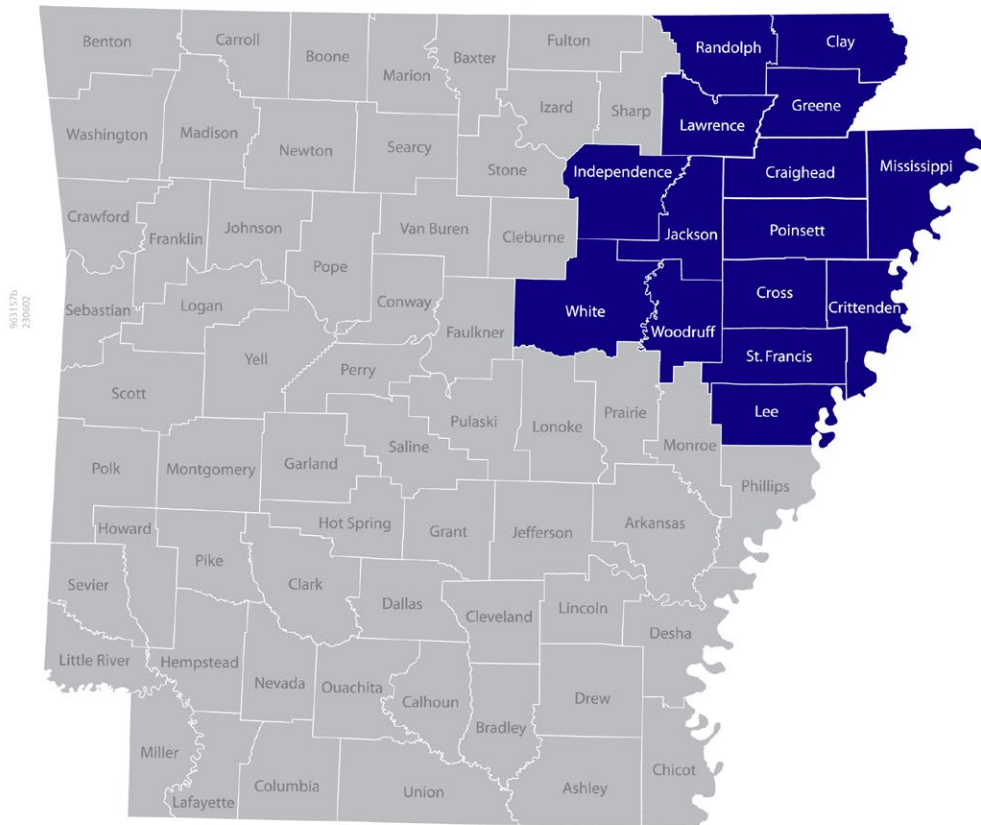 Benton
Carroll
Boone
Marion
Baxter
Fulton
Randolph
Clay
Izard
Sharp
Greene
Washington
Madison
Newton
Searcy
Stone
Lawrence
Independence
Craighead
Mississippi
Crawford
Franklin
Johnson
Pope
Van Buren
Cleburne
Jackson
Poinsett
Sebastian
Logan
Conway
Faulkner
White
Woodruff
Cross
Crittenden
963157b
230602
Scott
Yell
Perry
St. Francis
Lee
Polk
Montgomery
Garland
Saline
Pulaski
Lonoke
Prairie
Monroe
Phillips
Howard
Pike
Hot Spring
Grant
Jefferson
Arkansas
Sevier
Clark
Dallas
Cleveland
Lincoln
Desha
Little River
Hempstead
Nevada
Ouachita
Calhoun
Bradley
Drew
Miller
Lafayette
Columbia
Union
Ashley
Chicot